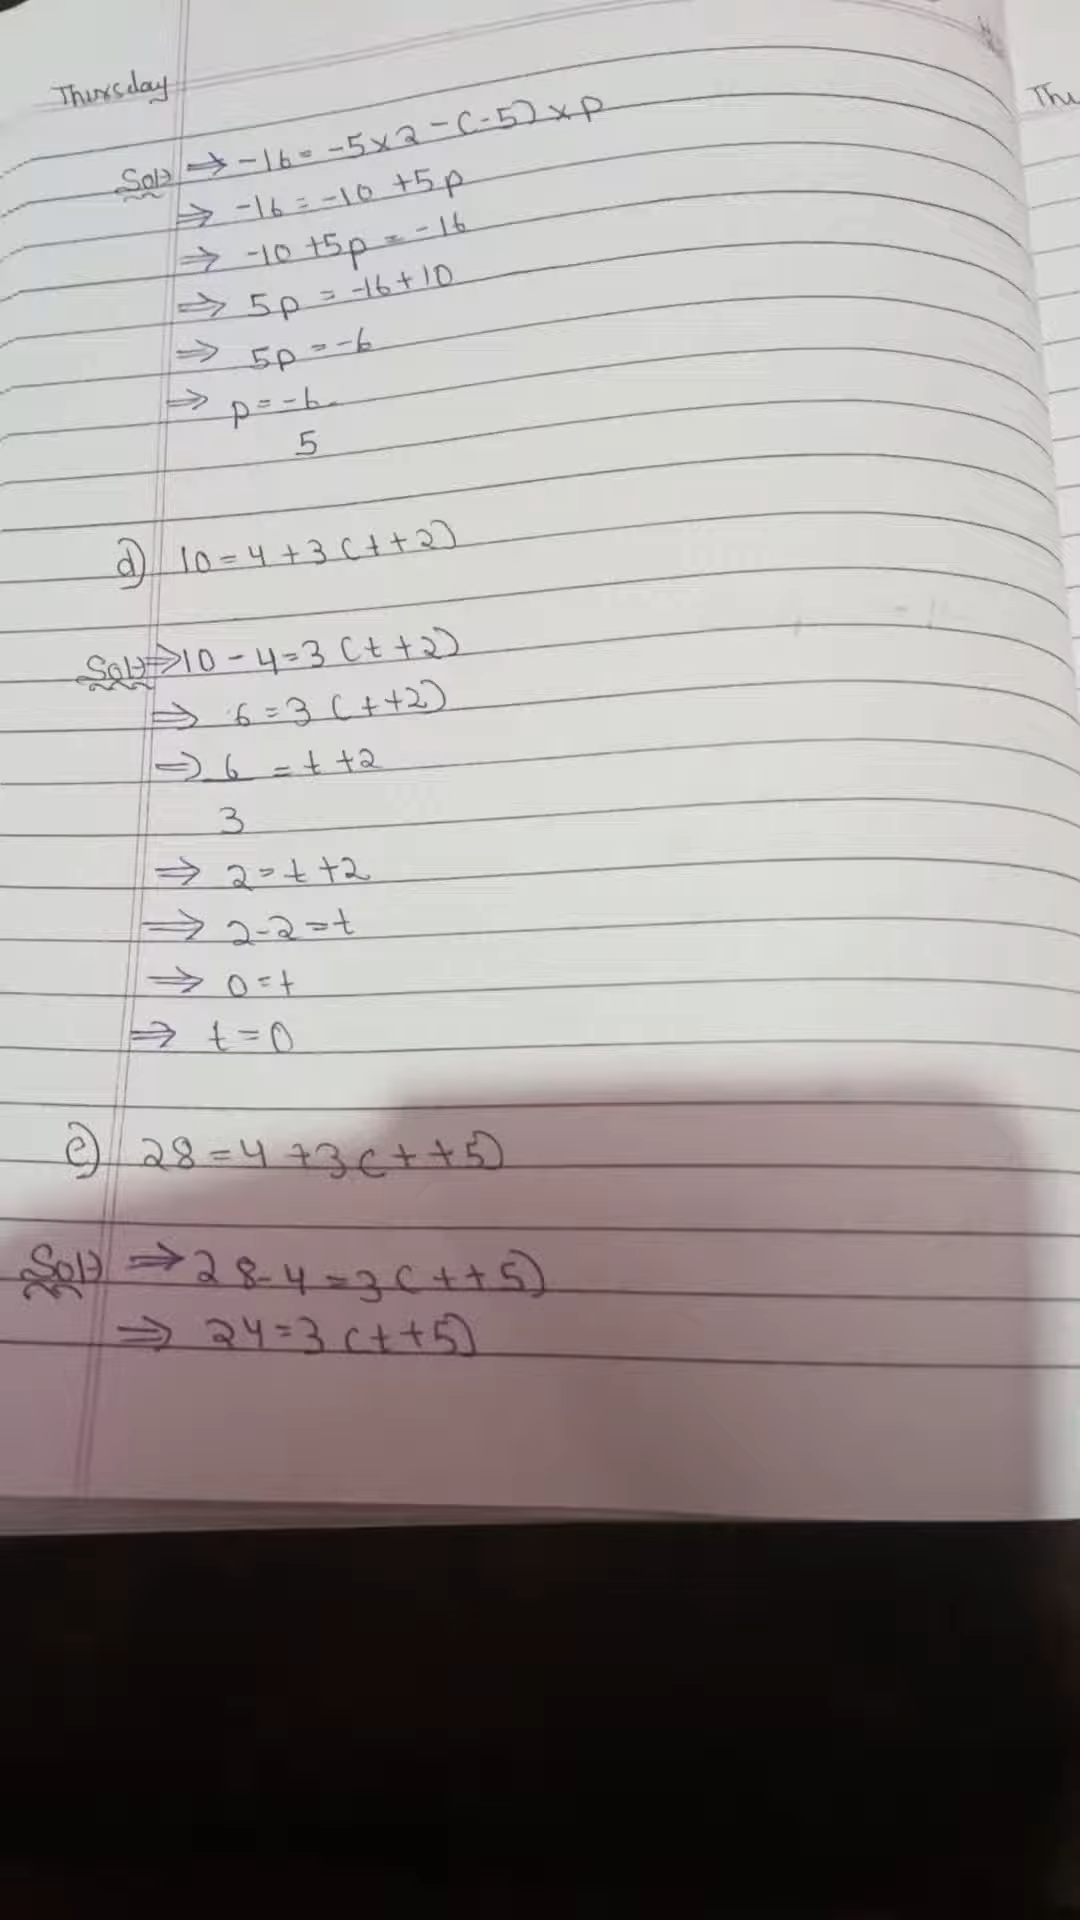 Thursday
Thu
Sol) ⇒ -16 = -5×2-(-5)×p
⇒ -16 = -10 +5p
⇒ -10 +5p = -16
⇒ 5p = -16+10
⇒ 5p = -6
⇒ p = -6
5
d) 10 = 4 + 3 (t+2)
Sol) ⇒ 10 - 4 = 3 (t +2)
⇒ 6 = 3 (t+2)
⇒ 6 = t +2
3
⇒ 2 = t +2
⇒ 2-2 = t
⇒ 0 = t
⇒ t = 0
e) 28 = 4 +3 (t +5)
Sol) ⇒ 28-4 = 3 (t +5)
⇒ 24 = 3 (t +5)